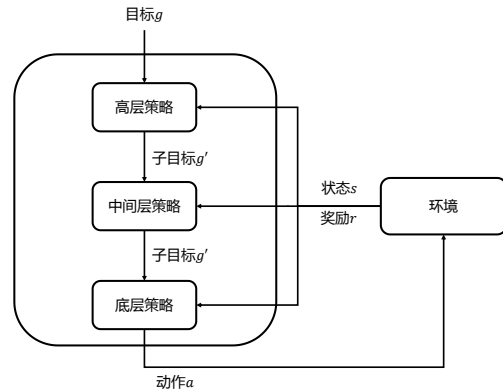 目标g
高层策略
子目标g′
中间层策略
状态s
奖励r
环境
子目标g′
底层策略
动作a